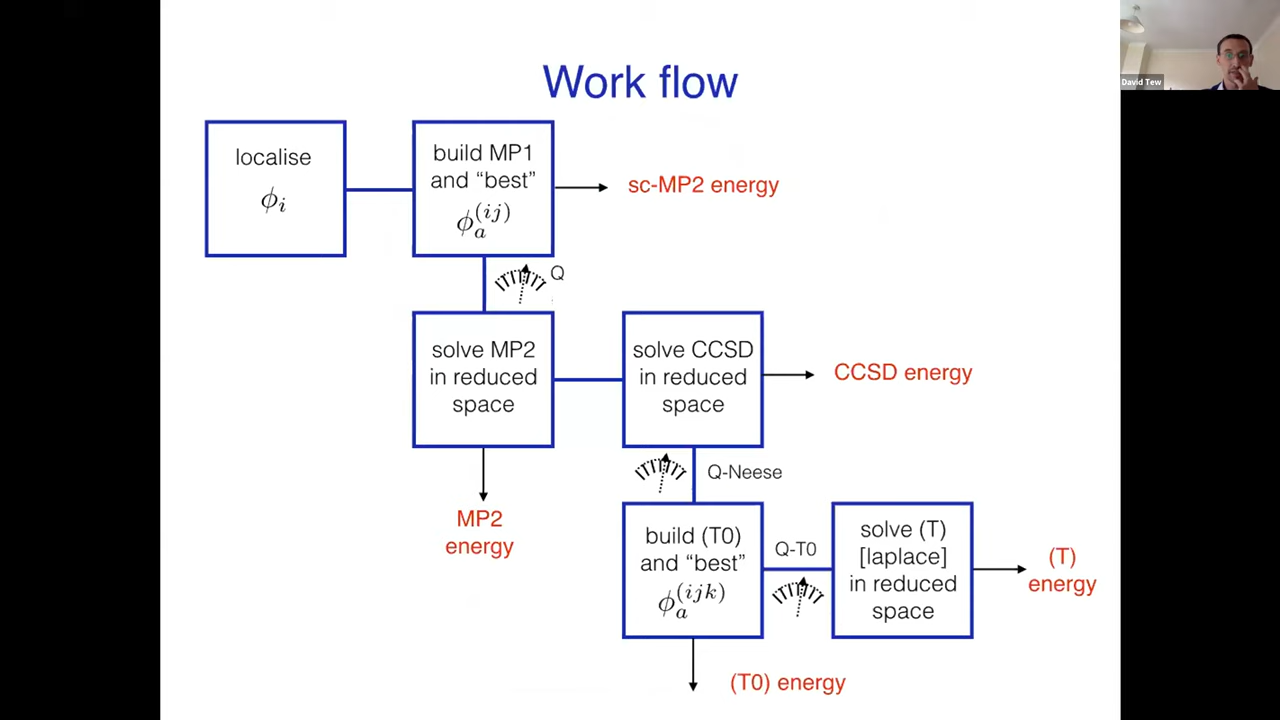 David Tew
Work flow
localise
ϕ_i
build MP1
and “best”
ϕ_a^{(ij)}
sc-MP2 energy
Q
solve MP2
in reduced
space
solve CCSD
in reduced
space
CCSD energy
Q-Neese
MP2
energy
build (T0)
and “best”
ϕ_a^{(ijk)}
Q-T0
solve (T)
[laplace]
in reduced
space
(T)
energy
(T0) energy